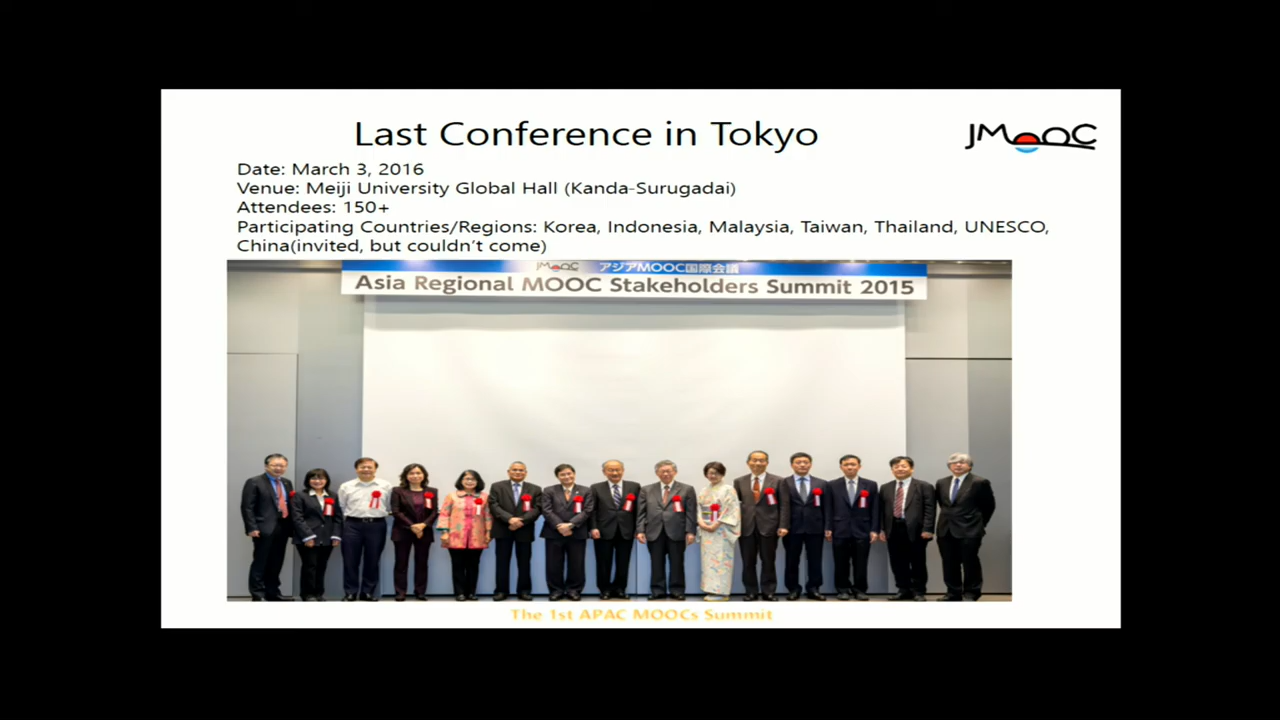 Last Conference in Tokyo
JMOOC
Date: March 3, 2016
Venue: Meiji University Global Hall (Kanda-Surugadai)
Attendees: 150+
Participating Countries/Regions: Korea, Indonesia, Malaysia, Taiwan, Thailand, UNESCO,
China(invited, but couldn't come)
JMOOC アジアMOOC国際会議
Asia Regional MOOC Stakeholders Summit 2015
The 1st APAC MOOCs Summit